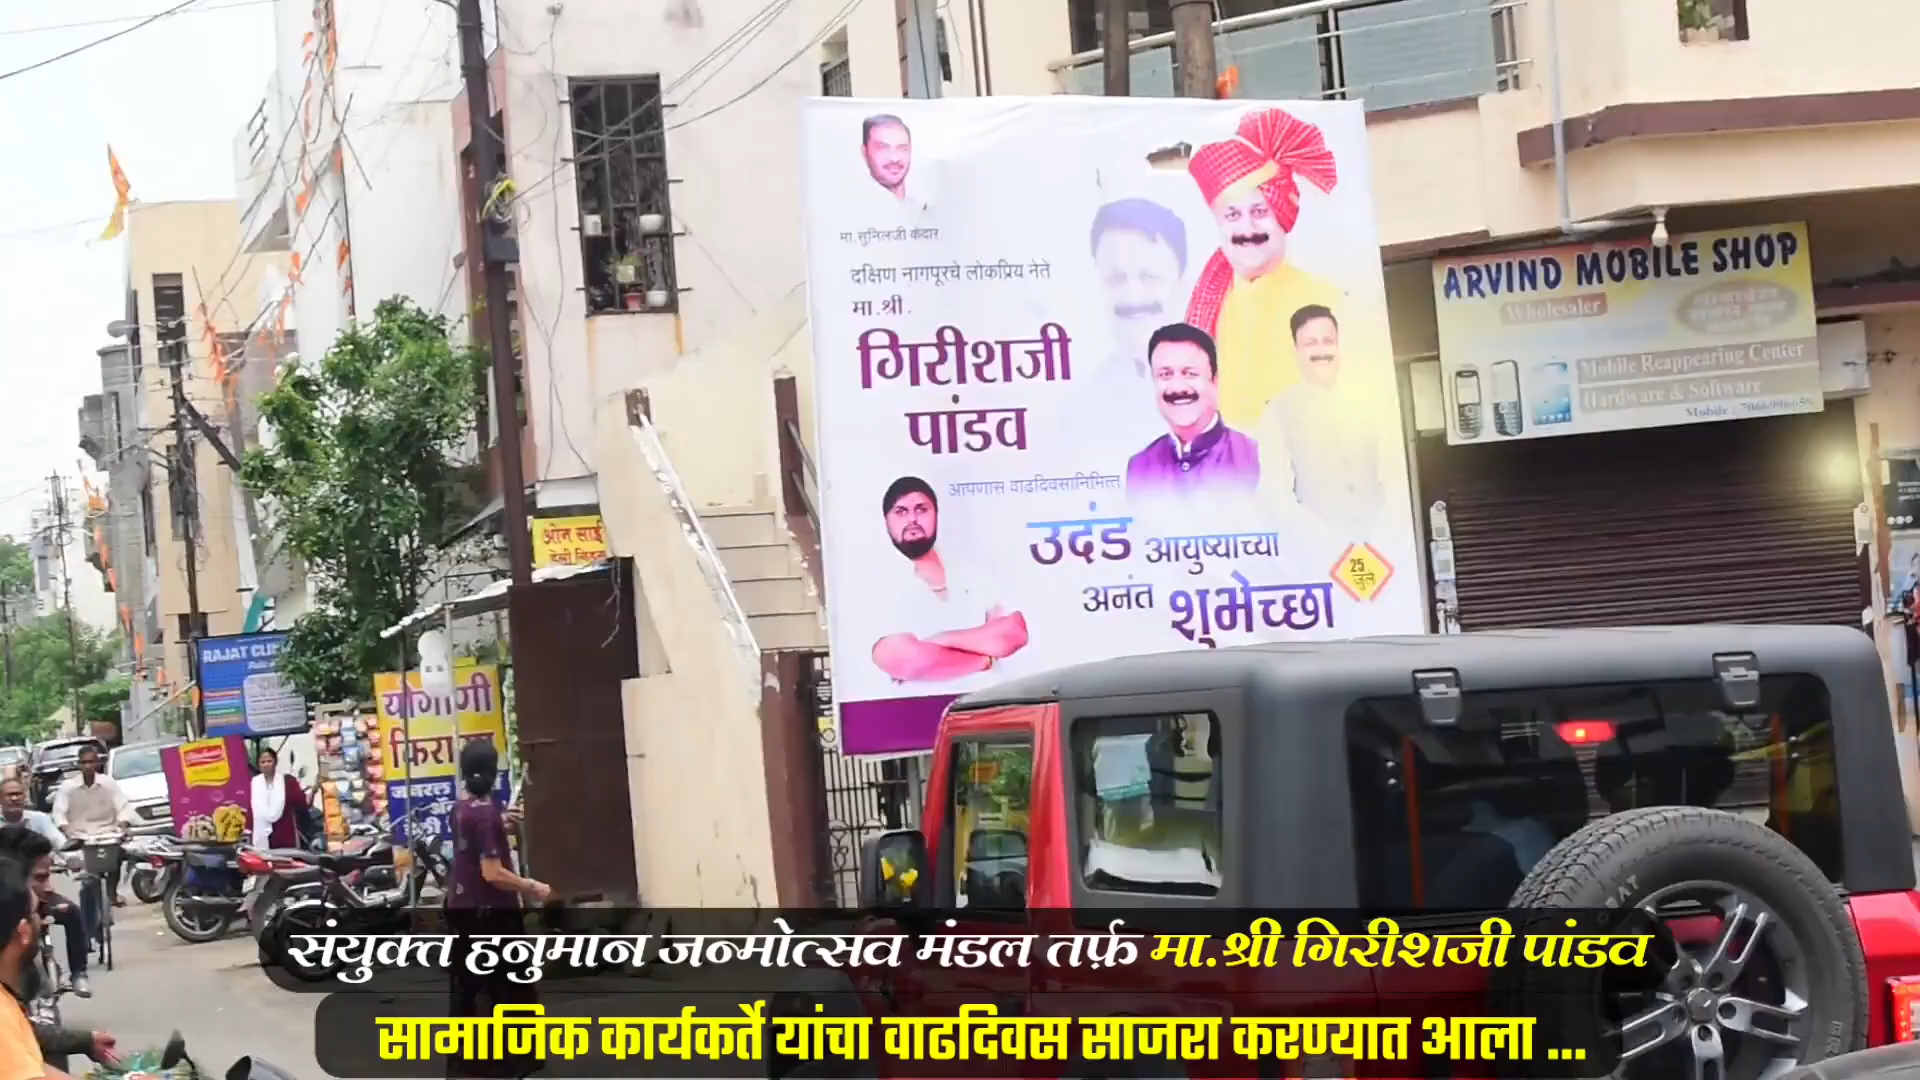 मा.सुनिलजी केदार
दक्षिण नागपूरचे लोकप्रिय नेते
मा.श्री.
गिरीशजी
पांडव
आपणास वाढदिवसानिमित्त
उदंड आयुष्याच्या
अनंत शुभेच्छा
25
जुलै
ARVIND MOBILE SHOP
Wholesaler
Mobile Reappearing Center
Hardware & Software
Mobile :
ओम साई
RAJAT
किरा
जनरल
संयुक्त हनुमान जन्मोत्सव मंडल तर्फ़ मा.श्री गिरीशजी पांडव
सामाजिक कार्यकर्ते यांचा वाढदिवस साजरा करण्यात आला ...